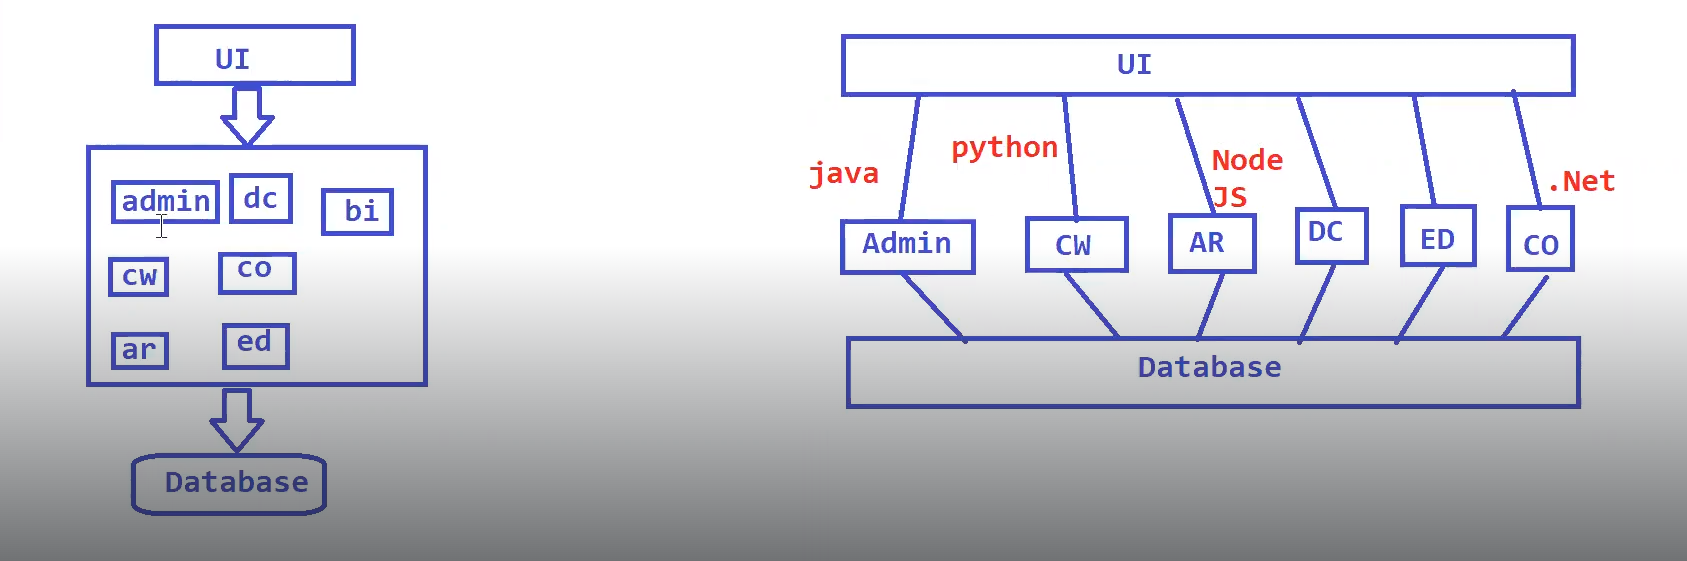 UI
admin
dc
bi
cw
co
ar
ed
Database
UI
java
python
Node
JS
.Net
Admin
CW
AR
DC
ED
CO
Database